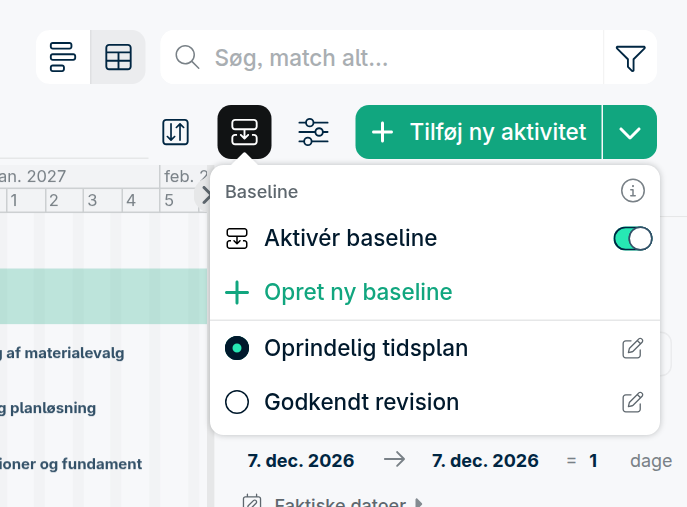 Søg, match alt...
Tilføj ny aktivitet
an. 2027
feb. 2
1 2 3 4 5
Baseline
Aktivér baseline
Opret ny baseline
Oprindelig tidsplan
Godkendt revision
af materialevalg
planløsning
ioner og fundament
7. dec. 2026 → 7. dec. 2026 = 1 dage
Faktiske datoer